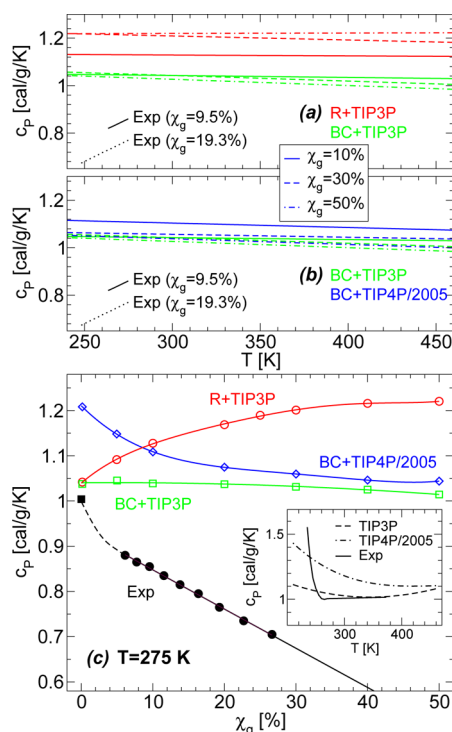 1.2
1
0.8
c_P [cal/g/K]
Exp (χ_g=9.5%)
Exp (χ_g=19.3%)
(a) R+TIP3P
BC+TIP3P
χ_g=10%
χ_g=30%
χ_g=50%
1.2
1
0.8
c_P [cal/g/K]
Exp (χ_g=9.5%)
Exp (χ_g=19.3%)
(b) BC+TIP3P
BC+TIP4P/2005
250 300 350 400 450
T [K]
1.2
1.1
1.0
0.9
0.8
0.7
0.6
c_P [cal/g/K]
R+TIP3P
BC+TIP4P/2005
BC+TIP3P
Exp
TIP3P
TIP4P/2005
Exp
1.5
1
c_P [cal/g/K]
300 400
T [K]
(c) T=275 K
0 10 20 30 40 50
χ_g [%]